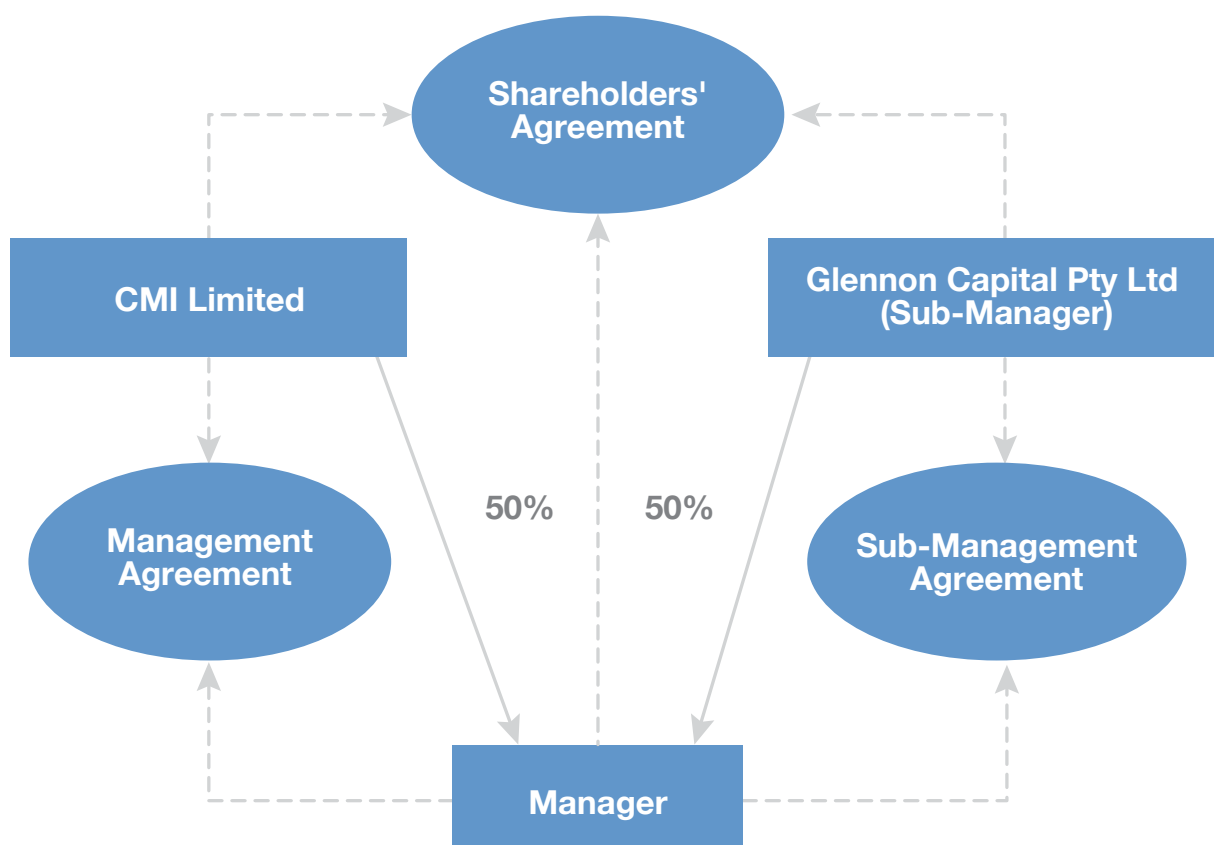 Shareholders'
Agreement
CMI Limited
Glennon Capital Pty Ltd
(Sub-Manager)
50%
50%
Management
Agreement
Sub-Management
Agreement
Manager